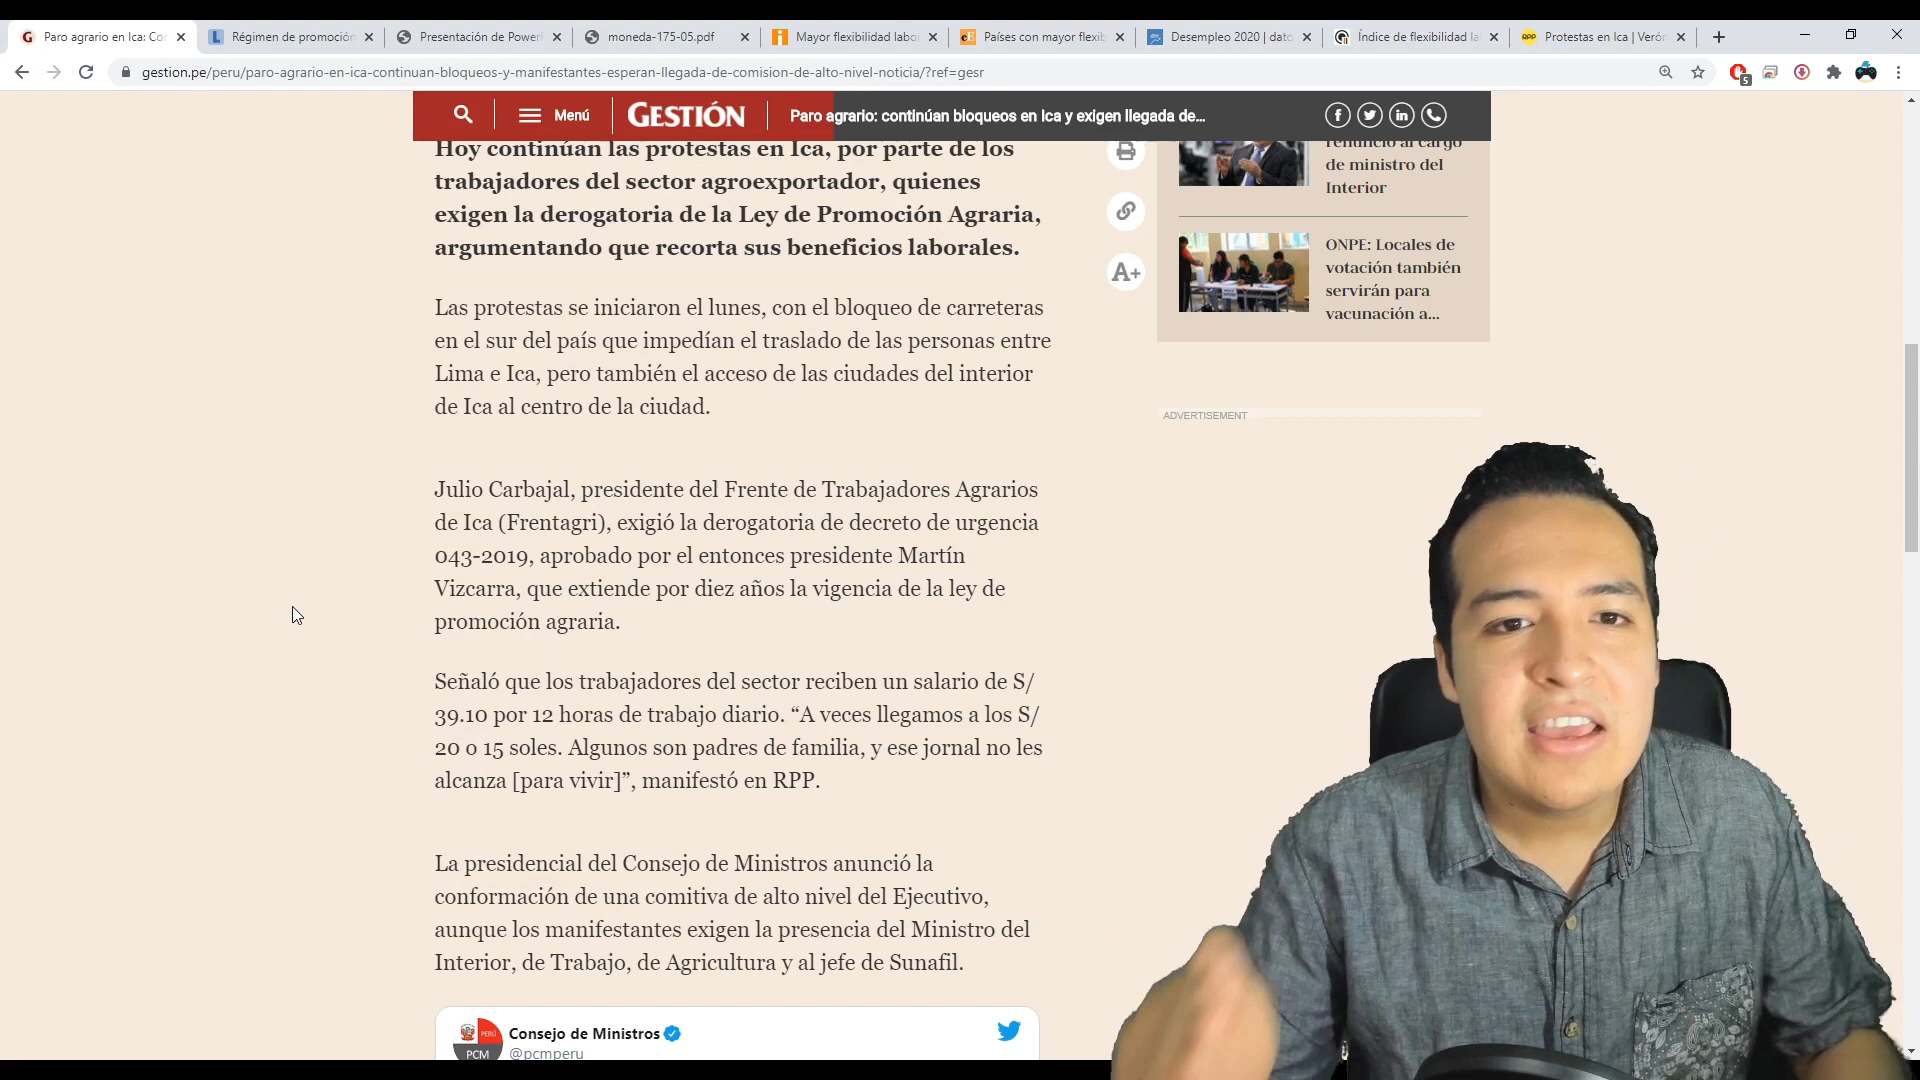 Paro agrario en Ica: Co
Régimen de promoción
Presentación de PowerP
moneda-175-05.pdf
Mayor flexibilidad labo
Países con mayor flexib
Desempleo 2020 | dato
Índice de flexibilidad la
Protestas en Ica | Verón
gestion.pe/peru/paro-agrario-en-ica-continuan-bloqueos-y-manifestantes-esperan-llegada-de-comision-de-alto-nivel-noticia/?ref=gesr
5
Menú
GESTIÓN
Paro agrario: continúan bloqueos en Ica y exigen llegada de...
Hoy continúan las protestas en Ica, por parte de los
trabajadores del sector agroexportador, quienes
exigen la derogatoria de la Ley de Promoción Agraria,
argumentando que recorta sus beneficios laborales.
Las protestas se iniciaron el lunes, con el bloqueo de carreteras
en el sur del país que impedían el traslado de las personas entre
Lima e Ica, pero también el acceso de las ciudades del interior
de Ica al centro de la ciudad.
Julio Carbajal, presidente del Frente de Trabajadores Agrarios
de Ica (Frentagri), exigió la derogatoria de decreto de urgencia
043-2019, aprobado por el entonces presidente Martín
Vizcarra, que extiende por diez años la vigencia de la ley de
promoción agraria.
Señaló que los trabajadores del sector reciben un salario de S/
39.10 por 12 horas de trabajo diario. “A veces llegamos a los S/
20 o 15 soles. Algunos son padres de familia, y ese jornal no les
alcanza [para vivir]”, manifestó en RPP.
La presidencial del Consejo de Ministros anunció la
conformación de una comitiva de alto nivel del Ejecutivo,
aunque los manifestantes exigen la presencia del Ministro del
Interior, de Trabajo, de Agricultura y al jefe de Sunafil.
PERÚ
PCM
Consejo de Ministros
@pcmperu
A+
renunció al cargo
de ministro del
Interior
ONPE: Locales de
votación también
servirán para
vacunación a...
ADVERTISEMENT